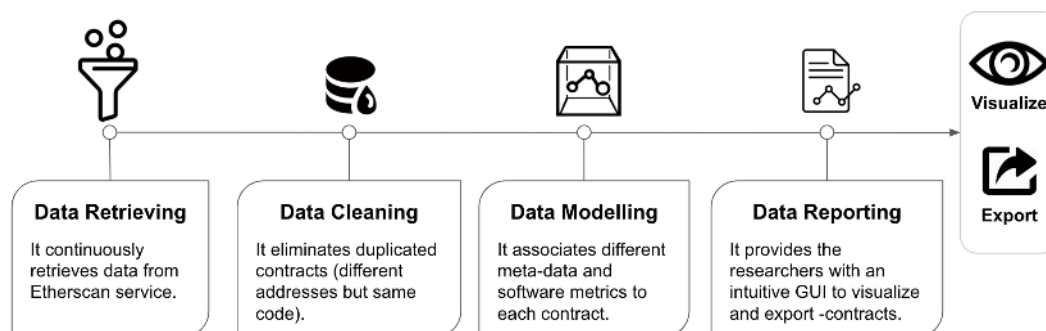 Data Retrieving
It continuously
retrieves data from
Etherscan service.
Data Cleaning
It eliminates duplicated
contracts (different
addresses but same
code).
Data Modelling
It associates different
meta-data and
software metrics to
each contract.
Data Reporting
It provides the
researchers with an
intuitive GUI to visualize
and export -contracts.
Visualize
Export